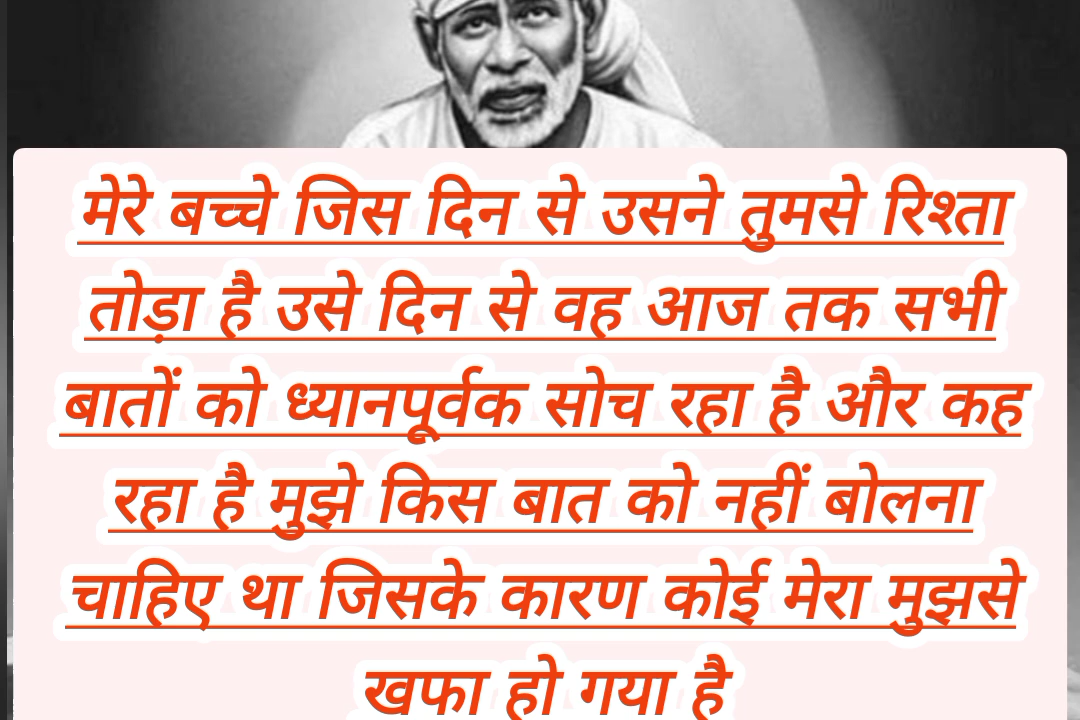 मेरे बच्चे जिस दिन से उसने तुमसे रिश्ता
तोड़ा है उसे दिन से वह आज तक सभी
बातों को ध्यानपूर्वक सोच रहा है और कह
रहा है मुझे किस बात को नहीं बोलना
चाहिए था जिसके कारण कोई मेरा मुझसे
खफा हो गया है